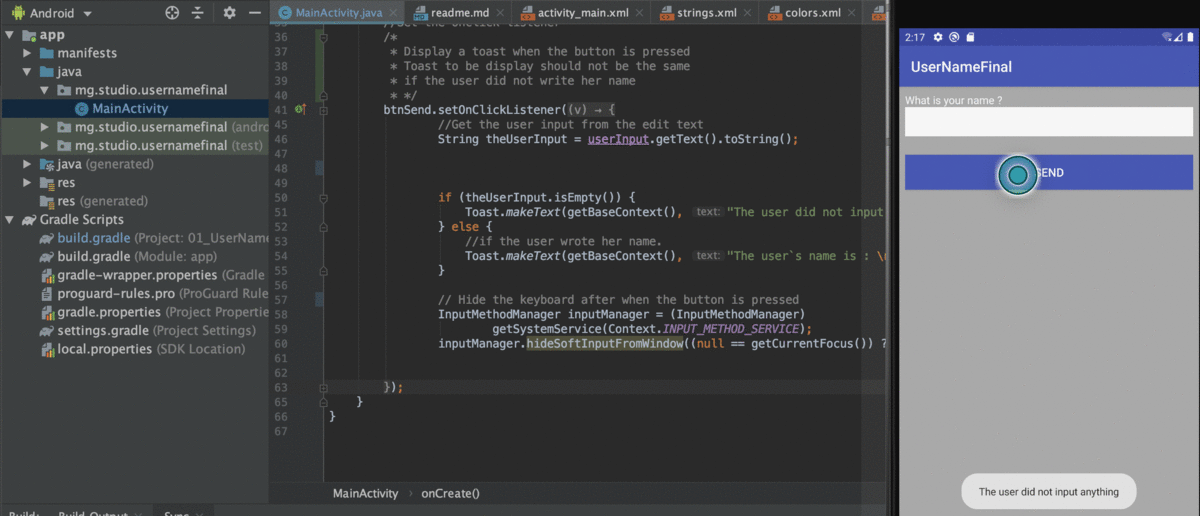 Android
app
manifests
java
mg.studio.usernamefinal
MainActivity
mg.studio.usernamefinal (andro
mg.studio.usernamefinal (test)
java (generated)
res
res (generated)
Gradle Scripts
build.gradle (Project: 01_UserName
build.gradle (Module: app)
gradle-wrapper.properties (Gradle
proguard-rules.pro (ProGuard Rule
gradle.properties (Project Propertie
settings.gradle (Project Settings)
local.properties (SDK Location)
MainActivity.java readme.md activity_main.xml strings.xml colors.xml
36 /*
37 * Display a toast when the button is pressed
38 * Toast to be display should not be the same
39 * if the user did not write her name
40 * */
41 btnSend.setOnClickListener((v) → {
45 //Get the user input from the edit text
46 String theUserInput = userInput.getText().toString();
47
48
49
50 if (theUserInput.isEmpty()) {
51 Toast.makeText(getBaseContext(), text: "The user did not input
52 } else {
53 //if the user wrote her name.
54 Toast.makeText(getBaseContext(), text: "The user`s name is : \
55 }
56
57 // Hide the keyboard after when the button is pressed
58 InputMethodManager inputManager = (InputMethodManager)
59 getSystemService(Context.INPUT_METHOD_SERVICE);
60 inputManager.hideSoftInputFromWindow((null == getCurrentFocus()) ?
61
62
63 });
65 }
66 }
67
MainActivity › onCreate()
2:17
UserNameFinal
What is your name ?
SEND
The user did not input anything